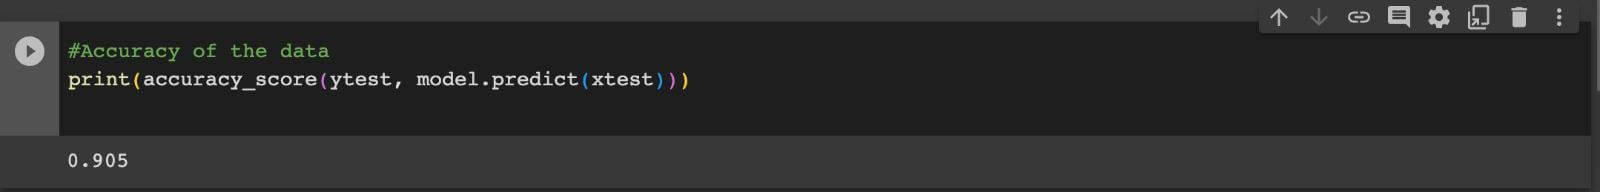 #Accuracy of the data
print(accuracy_score(ytest, model.predict(xtest)))
0.905